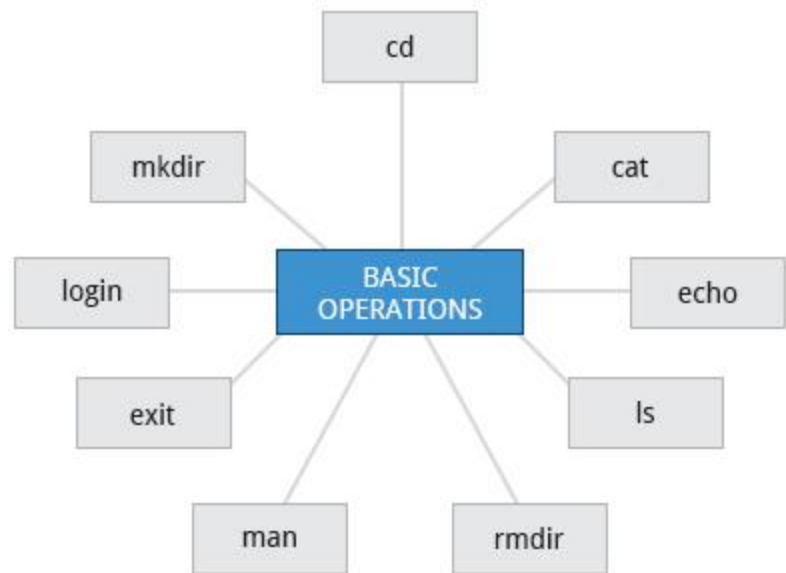 cd
mkdir
cat
BASIC
OPERATIONS
login
echo
exit
ls
man
rmdir